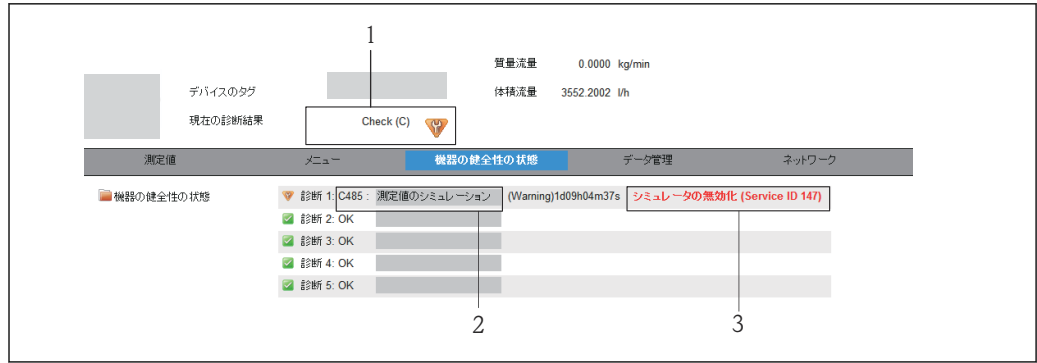 1
質量流量 0.0000 kg/min
デバイスのタグ 体積流量 3552.2002 l/h
現在の診断結果 Check (C)
測定値 メニュー 機器の健全性の状態 データ管理 ネットワーク
機器の健全性の状態 診断 1: C485 : 測定値のシミュレーション (Warning)1d09h04m37s シミュレータの無効化 (Service ID 147)
診断 2: OK
診断 3: OK
診断 4: OK
診断 5: OK
2 3